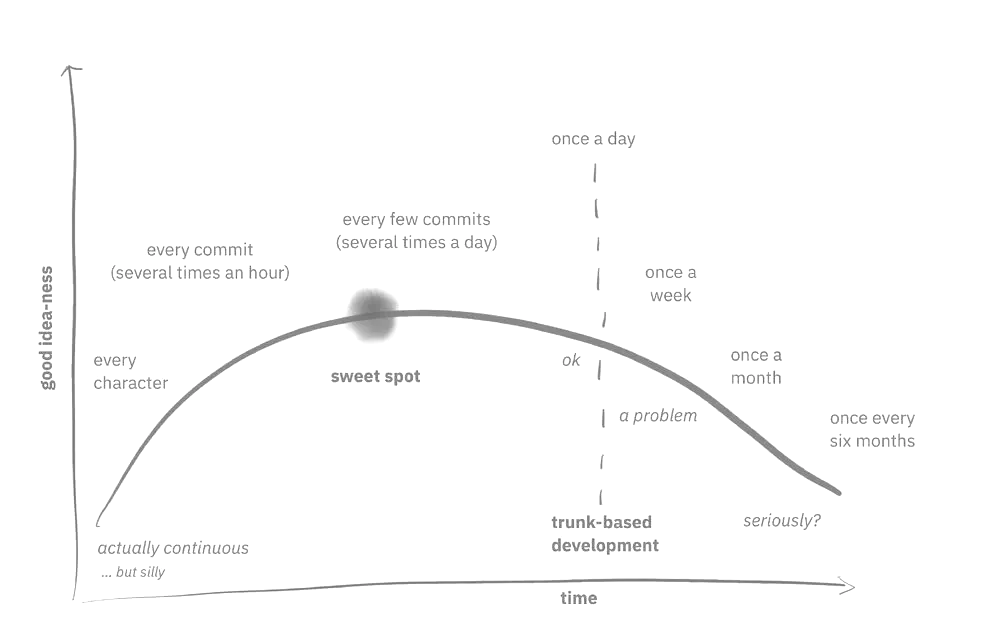 once a day
every few commits
(several times a day)
every commit
(several times an hour)
once a
week
good idea-ness
every
character
sweet spot
ok
once a
month
a problem
once every
six months
trunk-based
development
seriously?
actually continuous
... but silly
time